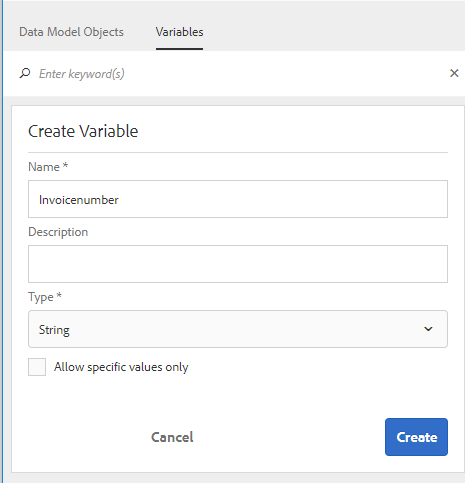 Data Model Objects Variables
Enter keyword(s)
Create Variable
Name *
Invoicenumber
Description
Type *
String
Allow specific values only
Cancel Create